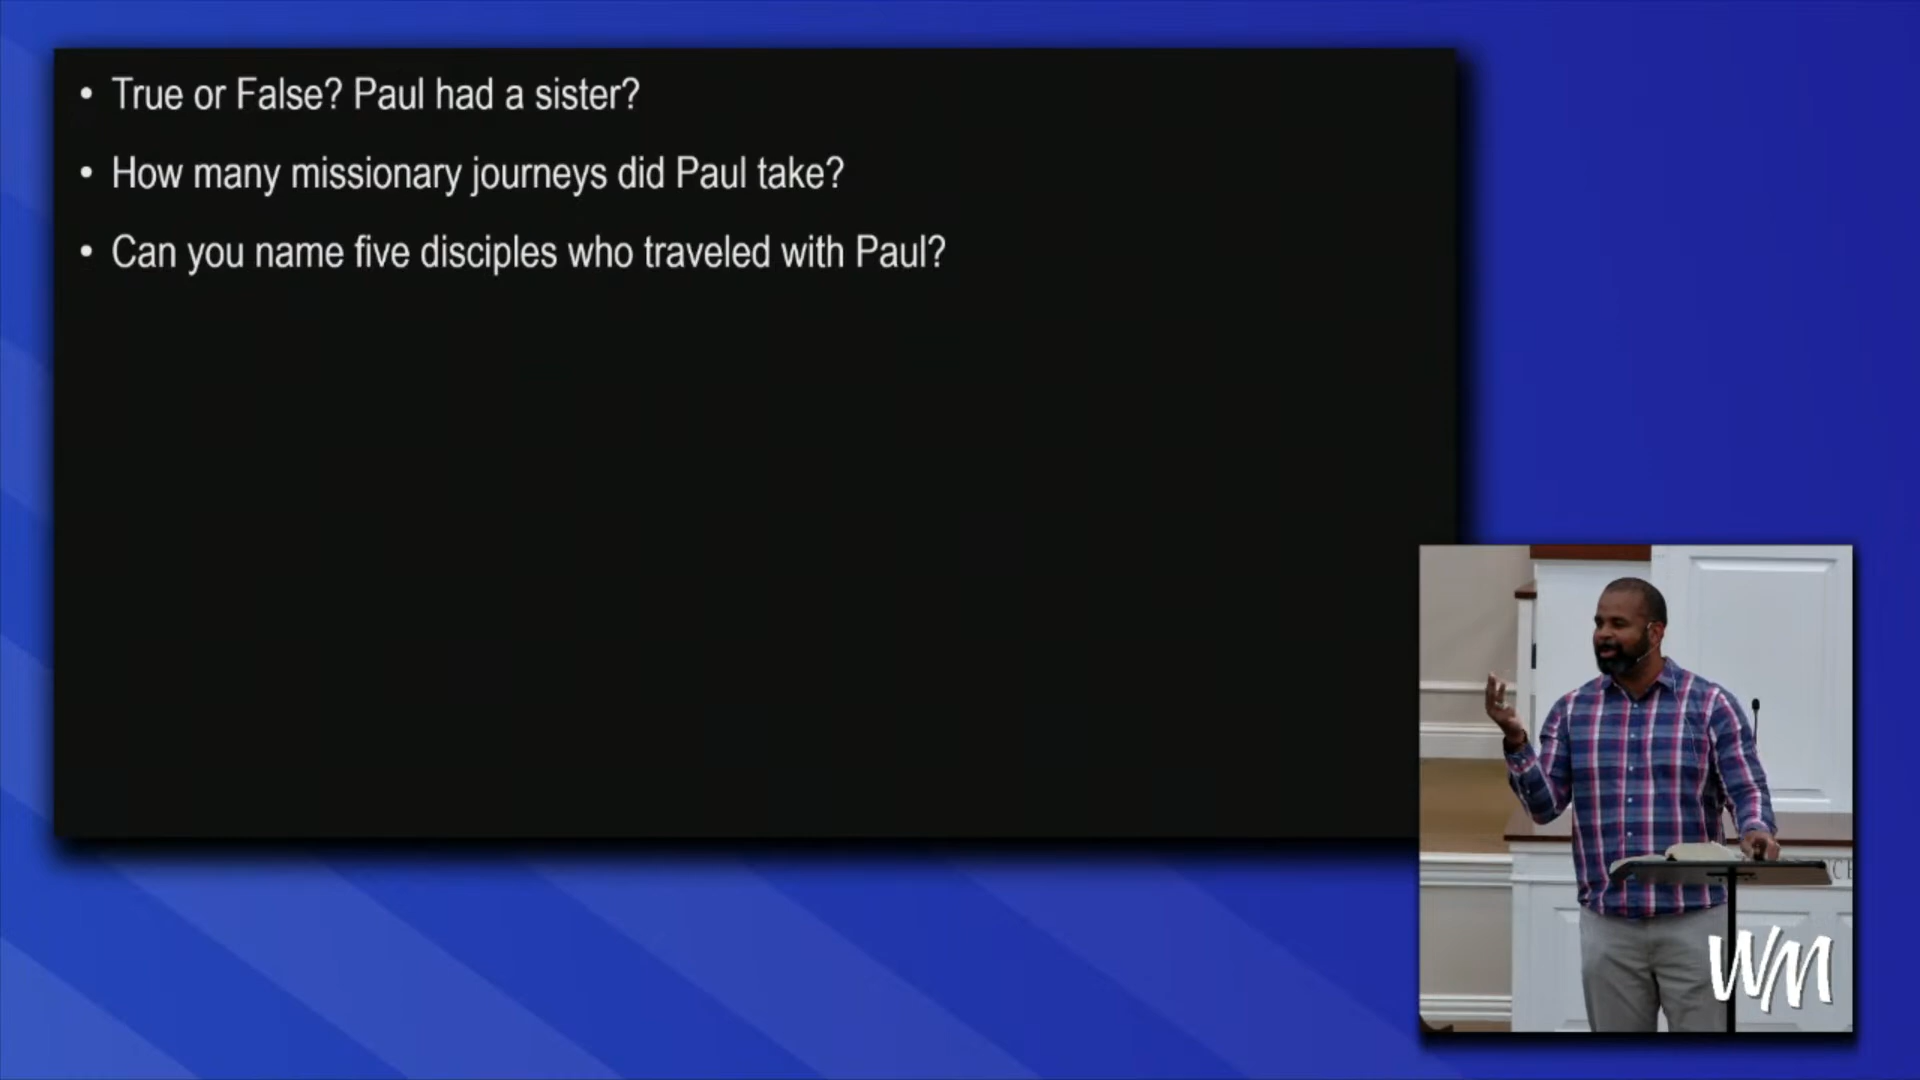 • True or False? Paul had a sister?
• How many missionary journeys did Paul take?
• Can you name five disciples who traveled with Paul?
WM